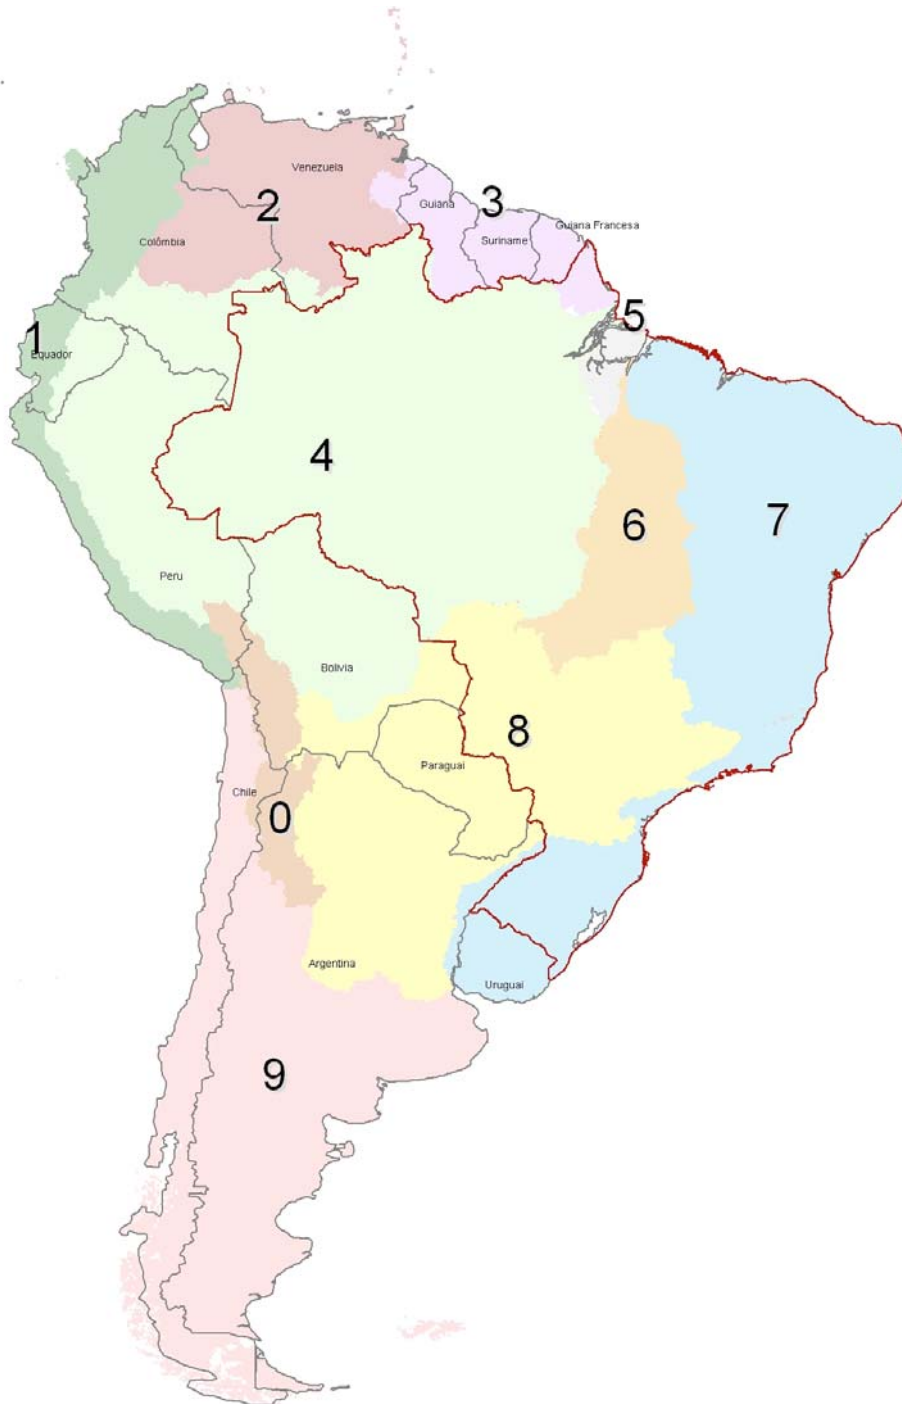 Venezuela
2
3
Guiana
Guiana Francesa
Colômbia
Suriname
5
1
Equador
4
7
6
Peru
Bolivia
8
Paraguai
Chile
0
Argentina
Uruguai
9